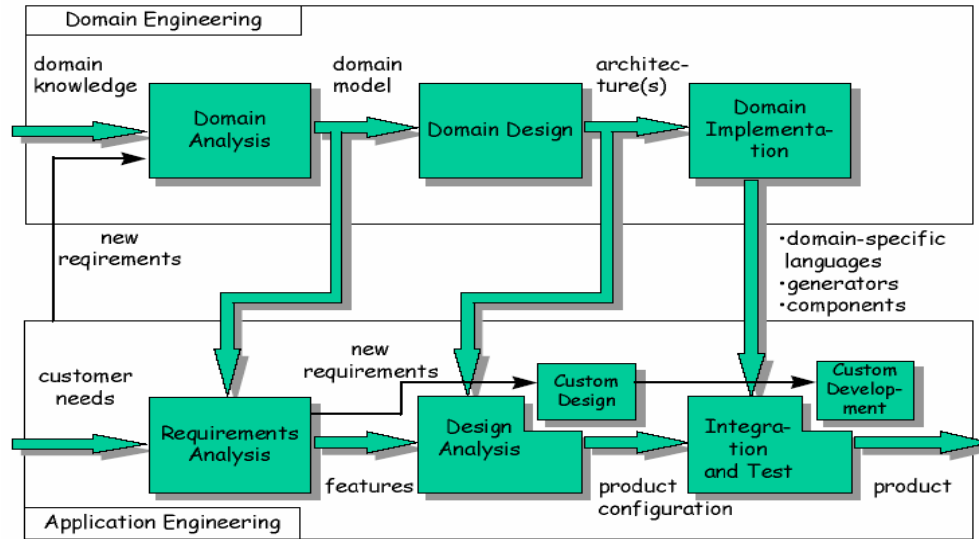 Domain Engineering
domain
knowledge
domain
model
architec-
ture(s)
Domain
Analysis
Domain Design
Domain
Implementa-
tion
new
reqirements
•domain-specific
languages
•generators
•components
customer
needs
new
requirements
Custom
Design
Custom
Develop-
ment
Requirements
Analysis
Design
Analysis
Integra-
tion
and Test
features
product
configuration
product
Application Engineering